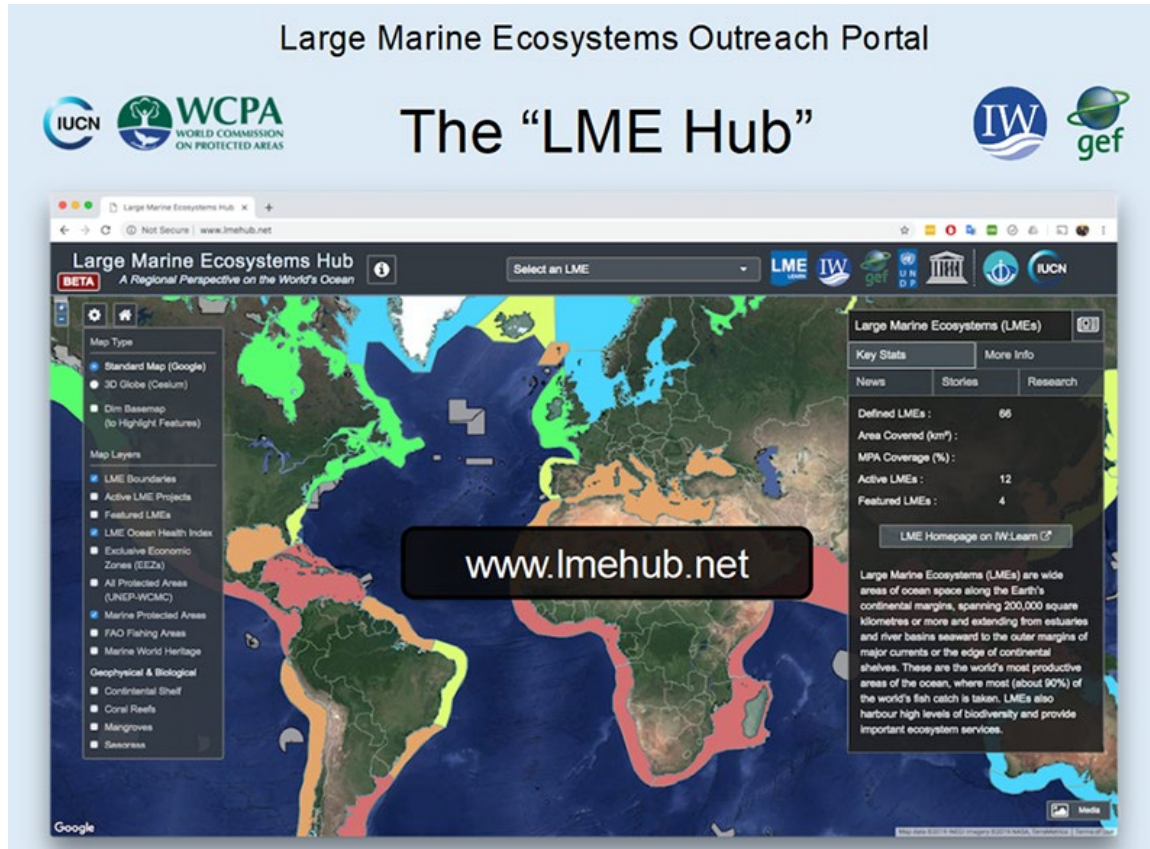 Large Marine Ecosystems Outreach Portal
IUCN
WCPA
WORLD COMMISSION
ON PROTECTED AREAS
The “LME Hub”
IW
gef
Large Marine Ecosystems Hub
Not Secure | www.lmehub.net
Large Marine Ecosystems Hub
BETA
A Regional Perspective on the World's Ocean
Select an LME
LME
LEARN
IW
gef
U N
D P
IUCN
Map Type
Standard Map (Google)
3D Globe (Cesium)
Dim Basemap
(to Highlight Features)
Map Layers
LME Boundaries
Active LME Projects
Featured LMEs
LME Ocean Health Index
Exclusive Economic
Zones (EEZs)
All Protected Areas
(UNEP-WCMC)
Marine Protected Areas
FAO Fishing Areas
Marine World Heritage
Geophysical & Biological
Contintental Shelf
Coral Reefs
Mangroves
www.lmehub.net
Large Marine Ecosystems (LMEs)
Key Stats More Info
News Stories Research
Defined LMEs : 66
Area Covered (km²) :
MPA Coverage (%) :
Active LMEs : 12
Featured LMEs : 4
LME Homepage on IW:Learn
Large Marine Ecosystems (LMEs) are wide
areas of ocean space along the Earth's
continental margins, spanning 200,000 square
kilometres or more and extending from estuaries
and river basins seaward to the outer margins of
major currents or the edge of continental
shelves. These are the world's most productive
areas of the ocean, where most (about 90%) of
the world's fish catch is taken. LMEs also
harbour high levels of biodiversity and provide
important ecosystem services.
Media
Google